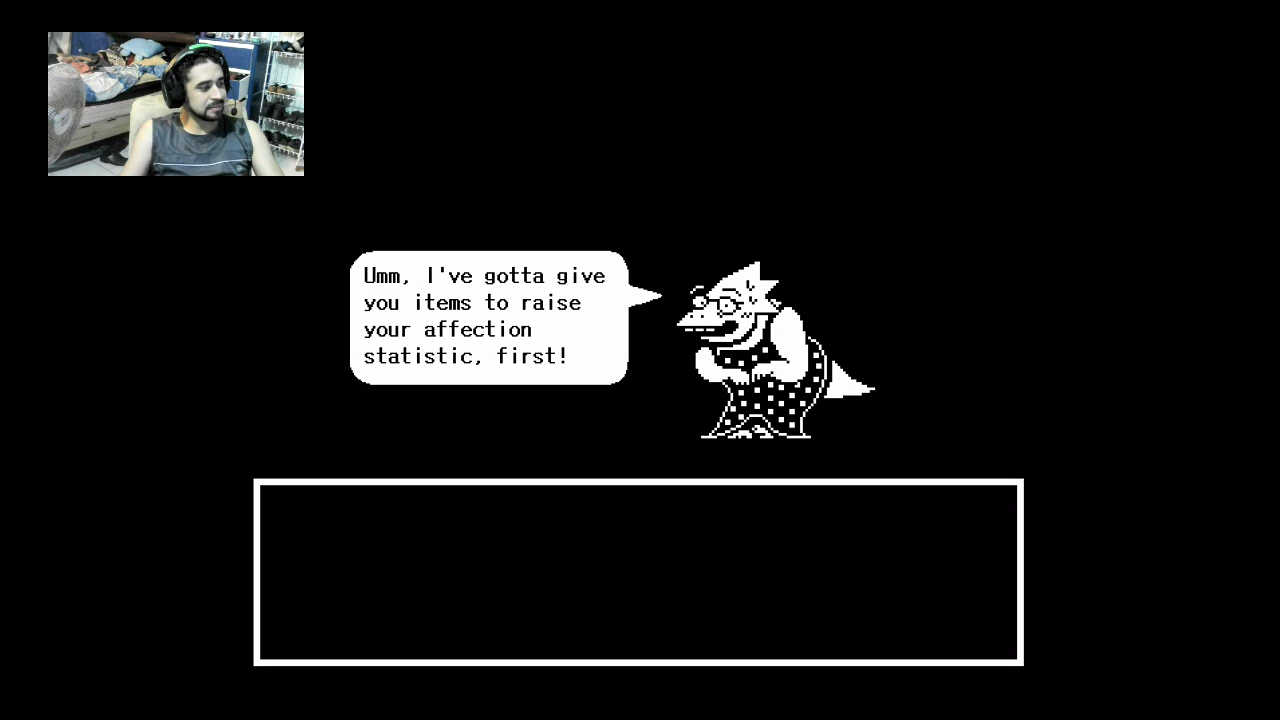 Umm, I've gotta give
you items to raise
your affection
statistic, first!